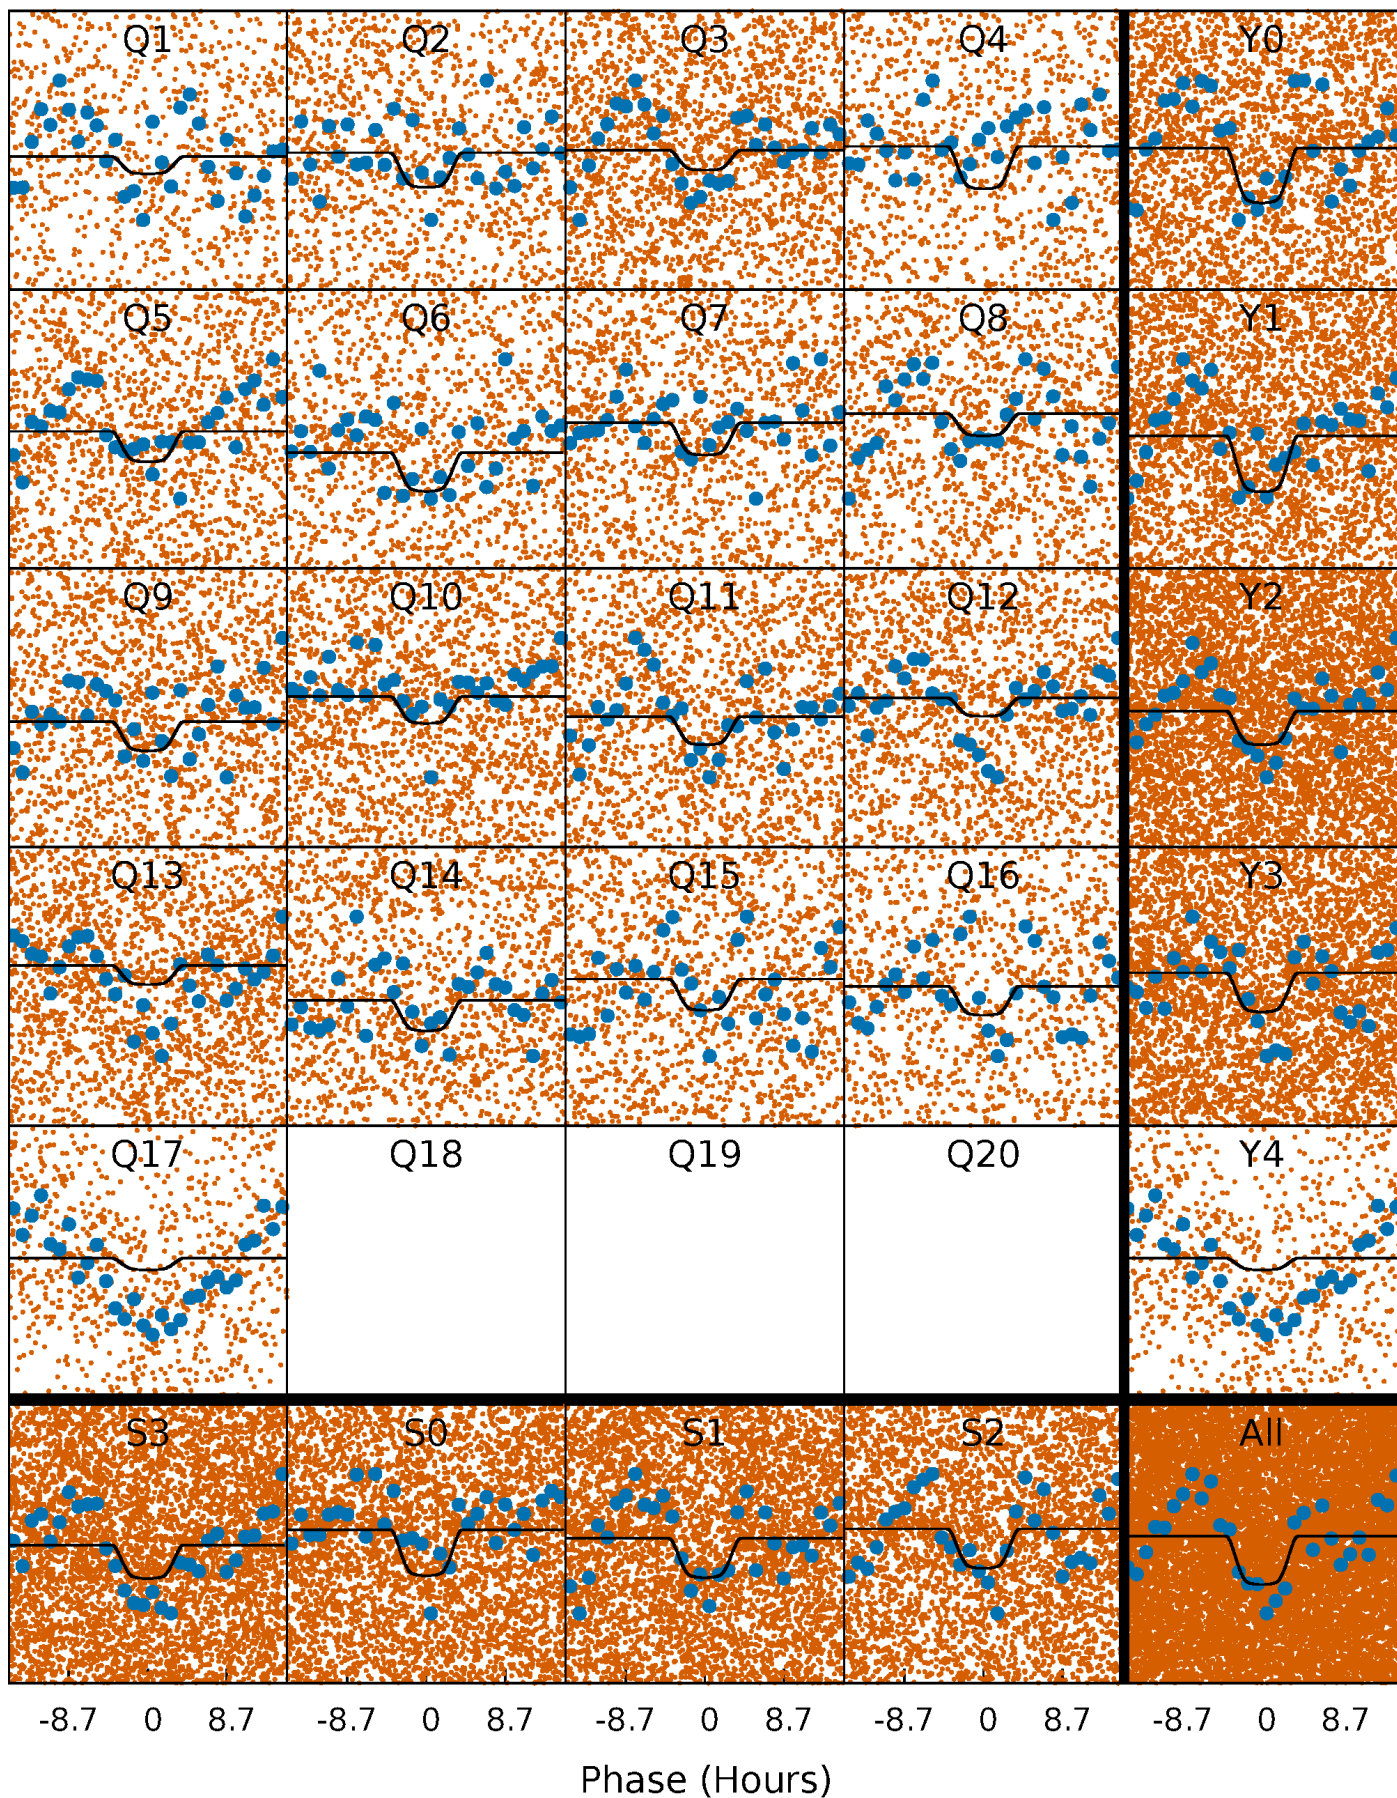 Q1 Q2 Q3 Q4 Y0
Q5 Q6 Q7 Q8 Y1
Q9 Q10 Q11 Q12 Y2
Q13 Q14 Q15 Q16 Y3
Q17 Q18 Q19 Q20 Y4
S3 S0 S1 S2 All
-8.7 0 8.7 -8.7 0 8.7 -8.7 0 8.7 -8.7 0 8.7 -8.7 0 8.7
Phase (Hours)